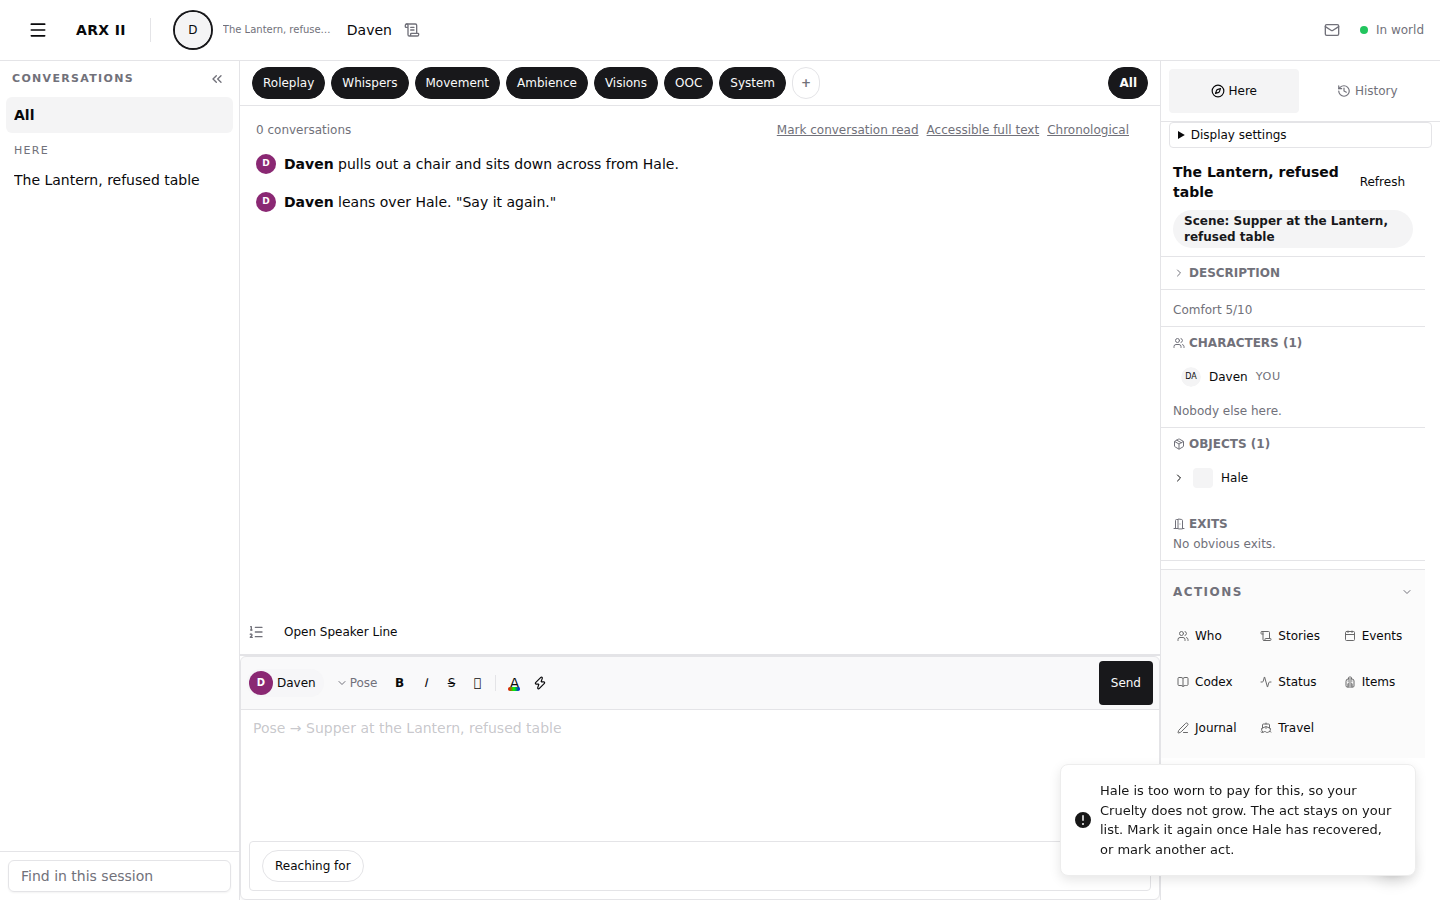 ARX II
D
The Lantern, refuse...
Daven
In world
CONVERSATIONS
All
HERE
The Lantern, refused table
Find in this session
Roleplay
Whispers
Movement
Ambience
Visions
OOC
System
+
All
0 conversations
Mark conversation read
Accessible full text
Chronological
D
Daven pulls out a chair and sits down across from Hale.
D
Daven leans over Hale. "Say it again."
Open Speaker Line
D
Daven
Pose
B
I
S
A
Send
Pose → Supper at the Lantern, refused table
Reaching for
Here
History
Display settings
The Lantern, refused
table
Refresh
Scene: Supper at the Lantern,
refused table
DESCRIPTION
Comfort 5/10
CHARACTERS (1)
DA
Daven
YOU
Nobody else here.
OBJECTS (1)
Hale
EXITS
No obvious exits.
ACTIONS
Who
Stories
Events
Codex
Status
Items
Journal
Travel
Hale is too worn to pay for this, so your
Cruelty does not grow. The act stays on your
list. Mark it again once Hale has recovered,
or mark another act.